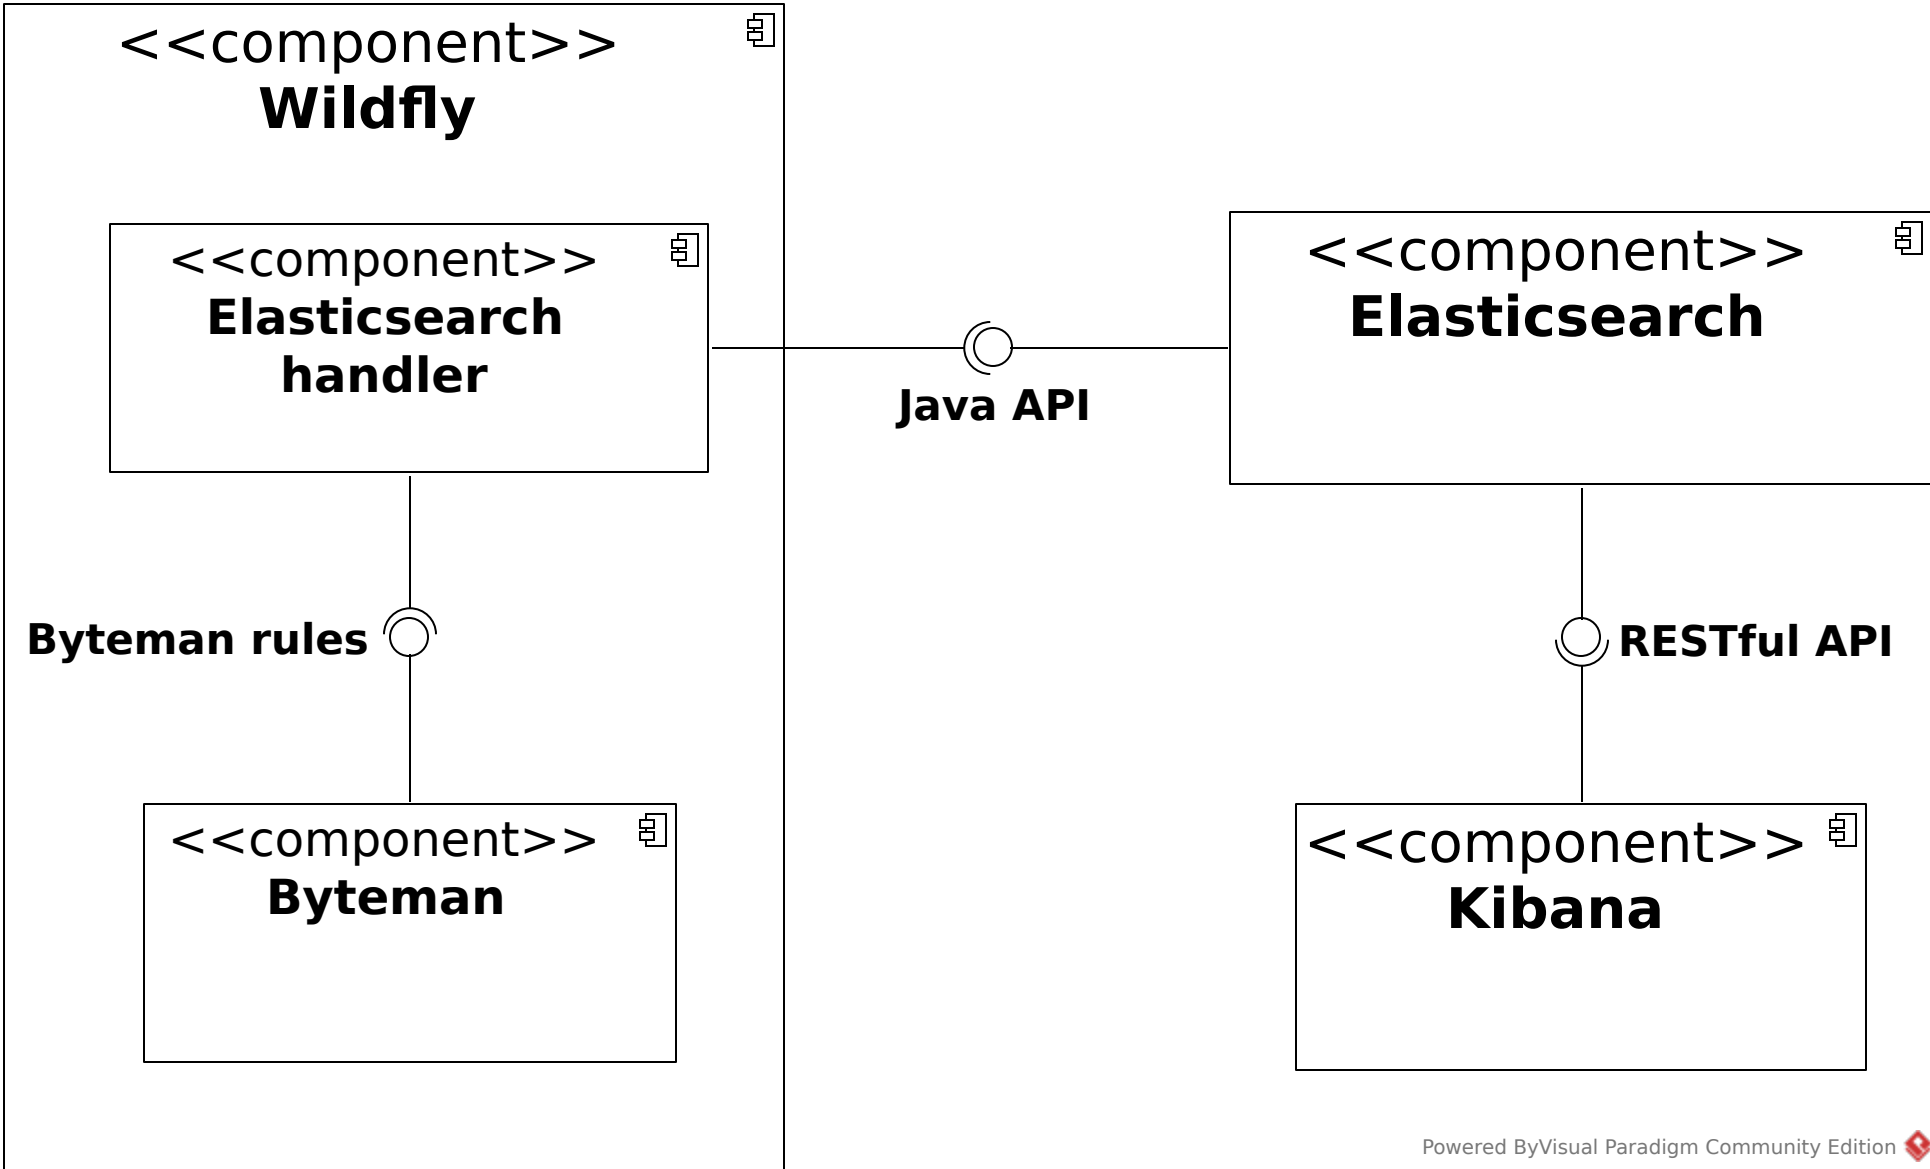 <<component>>
Wildfly
<<component>>
Elasticsearch
handler
<<component>>
Elasticsearch
Java API
Byteman rules
RESTful API
<<component>>
Byteman
<<component>>
Kibana
Powered ByVisual Paradigm Community Edition